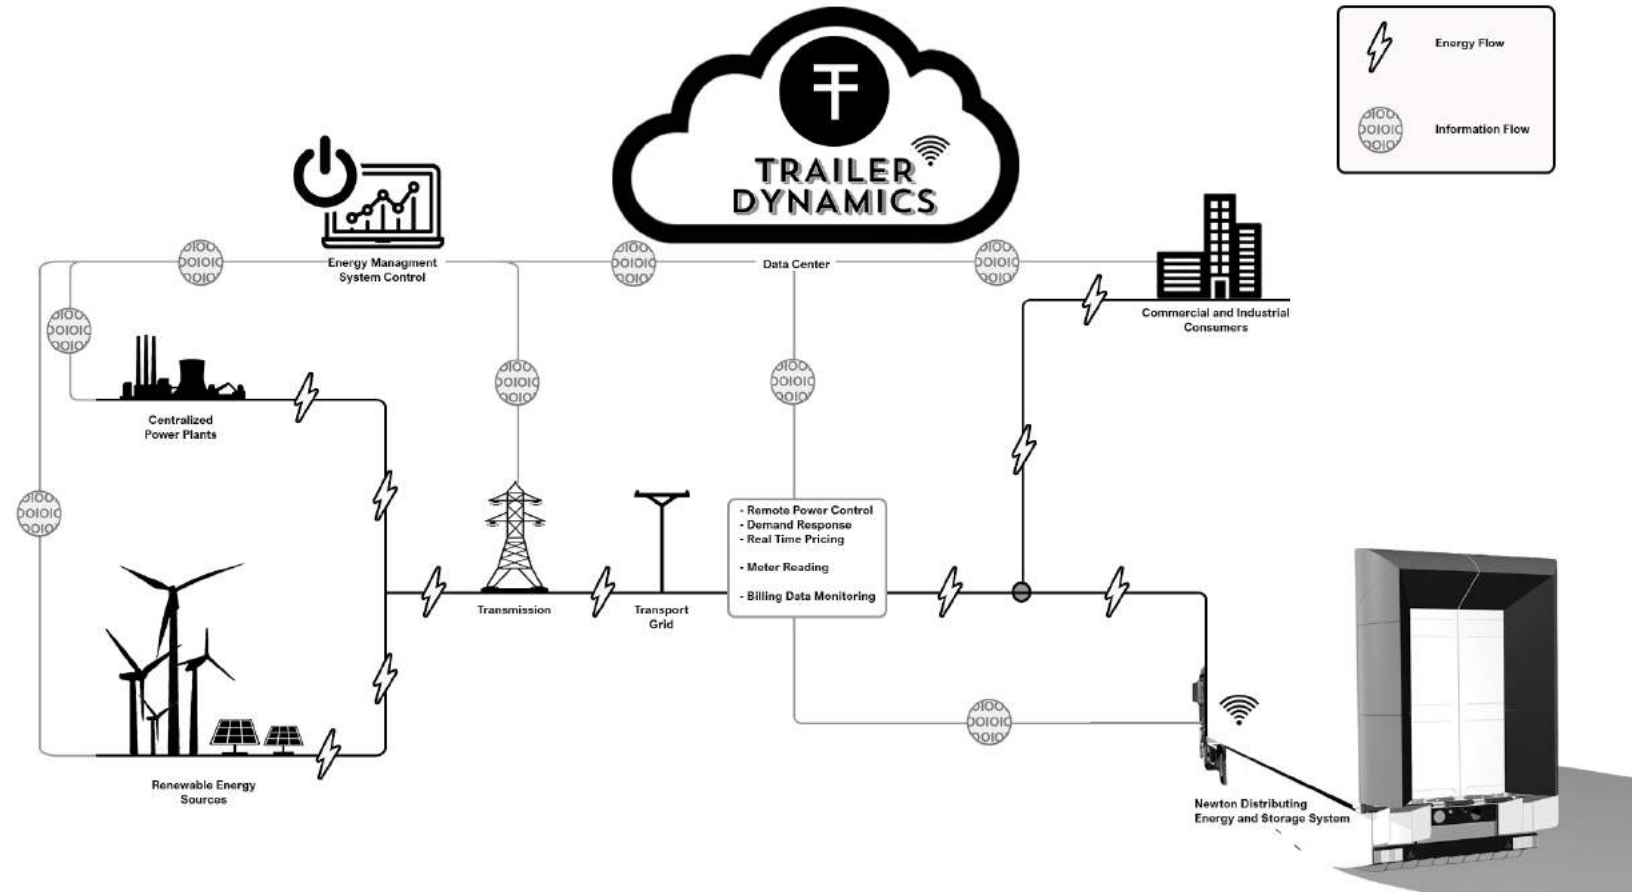 Energy Flow
Information Flow
TRAILER
DYNAMICS
Energy Managment
System Control
Data Center
Commercial and Industrial
Consumers
Centralized
Power Plants
- Remote Power Control
- Demand Response
- Real Time Pricing
- Meter Reading
- Billing Data Monitoring
Transmission
Transport
Grid
Renewable Energy
Sources
Newton Distributing
Energy and Storage System